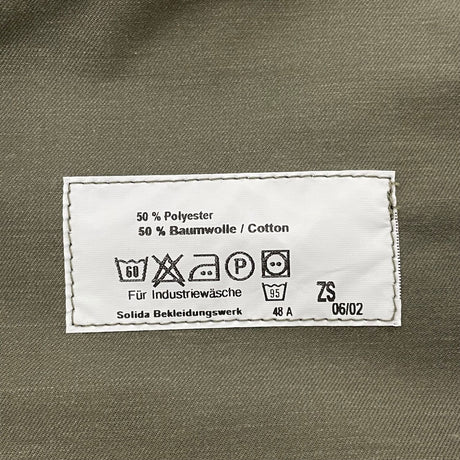 50 % Polyester
50 % Baumwolle / Cotton
60 P
Für Industriewäsche 95 ZS
Solida Bekleidungswerk 48 A 06/02